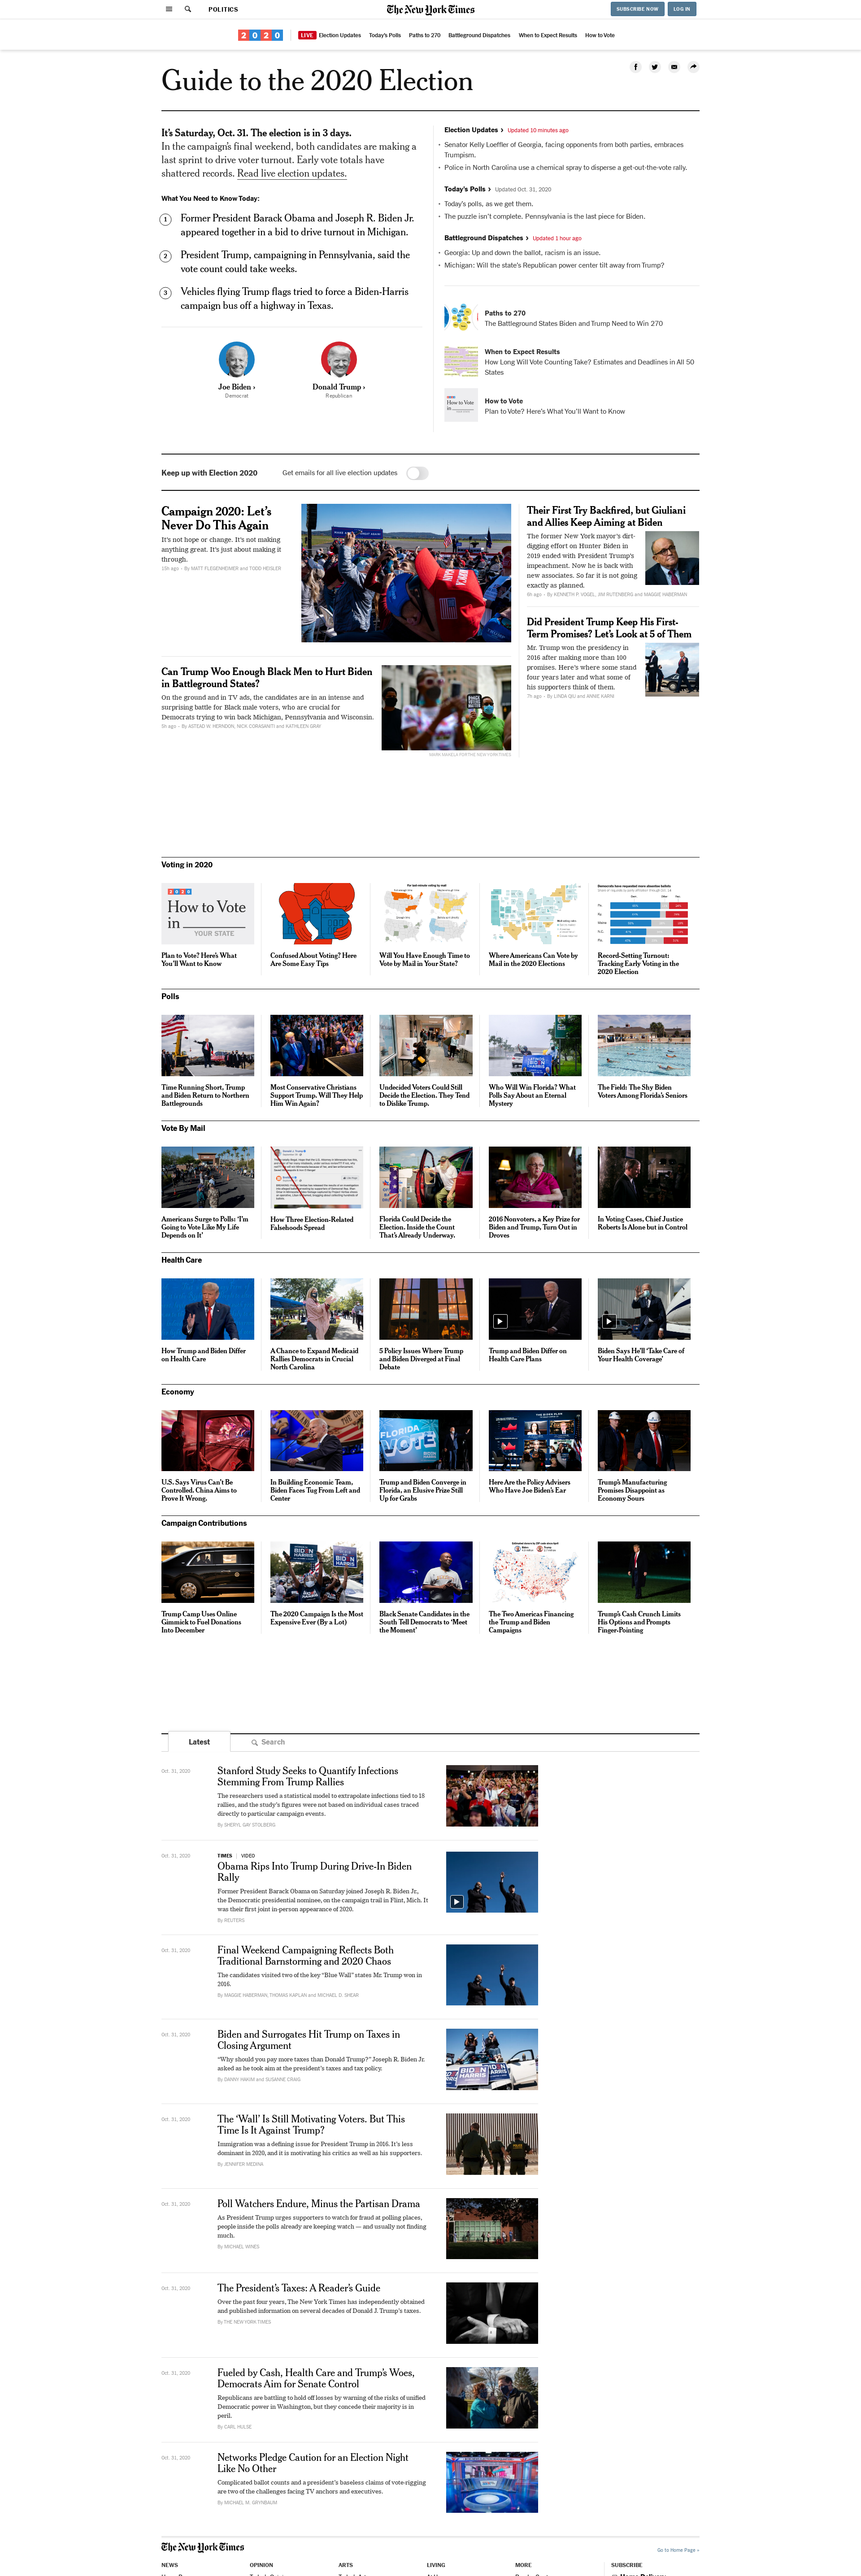 POLITICS
The New York Times
SUBSCRIBE NOW
LOG IN
2020
LIVE
Election Updates
Today's Polls
Paths to 270
Battleground Dispatches
When to Expect Results
How to Vote
Guide to the 2020 Election
It's Saturday, Oct. 31. The election is in 3 days.
In the campaign's final weekend, both candidates are making a
last sprint to drive voter turnout. Early vote totals have
shattered records. Read live election updates.
What You Need to Know Today:
1
Former President Barack Obama and Joseph R. Biden Jr.
appeared together in a bid to drive turnout in Michigan.
2
President Trump, campaigning in Pennsylvania, said the
vote count could take weeks.
3
Vehicles flying Trump flags tried to force a Biden-Harris
campaign bus off a highway in Texas.
Joe Biden ›
Democrat
Donald Trump ›
Republican
Election Updates › Updated 10 minutes ago
• Senator Kelly Loeffler of Georgia, facing opponents from both parties, embraces
Trumpism.
• Police in North Carolina use a chemical spray to disperse a get-out-the-vote rally.
Today's Polls › Updated Oct. 31, 2020
• Today's polls, as we get them.
• The puzzle isn't complete. Pennsylvania is the last piece for Biden.
Battleground Dispatches › Updated 1 hour ago
• Georgia: Up and down the ballot, racism is an issue.
• Michigan: Will the state's Republican power center tilt away from Trump?
Paths to 270
The Battleground States Biden and Trump Need to Win 270
When to Expect Results
How Long Will Vote Counting Take? Estimates and Deadlines in All 50
States
How to Vote
in
How to Vote
Plan to Vote? Here's What You'll Want to Know
Keep up with Election 2020
Get emails for all live election updates
Campaign 2020: Let's
Never Do This Again
It's not hope or change. It's not making
anything great. It's just about making it
through.
15h ago • By MATT FLEGENHEIMER and TODD HEISLER
Can Trump Woo Enough Black Men to Hurt Biden
in Battleground States?
On the ground and in TV ads, the candidates are in an intense and
surprising battle for Black male voters, who are crucial for
Democrats trying to win back Michigan, Pennsylvania and Wisconsin.
By ASTEAD W. HERNDON, NICK CORASANITI and KATHLEEN GRAY
Their First Try Backfired, but Giuliani
and Allies Keep Aiming at Biden
The former New York mayor's dirt-
digging effort on Hunter Biden in
2019 ended with President Trump's
impeachment. Now he is back with
new associates. So far it is not going
exactly as planned.
6h ago • By KENNETH P. VOGEL, JIM RUTENBERG and MAGGIE HABERMAN
Did President Trump Keep His First-
Term Promises? Let's Look at 5 of Them
Mr. Trump won the presidency in
2016 after making more than 100
promises. Here's where some stand
four years later and what some of
his supporters think of them.
7h ago • By LINDA QIU and ANNIE KARNI
Voting in 2020
2020
How to Vote
in
YOUR STATE
Plan to Vote? Here's What
You'll Want to Know
Confused About Voting? Here
Are Some Easy Tips
Will You Have Enough Time to
Vote by Mail in Your State?
Where Americans Can Vote by
Mail in the 2020 Elections
Record-Setting Turnout:
Tracking Early Voting in the
2020 Election
Polls
Time Running Short, Trump
and Biden Return to Northern
Battlegrounds
Most Conservative Christians
Support Trump. Will They Help
Him Win Again?
Undecided Voters Could Still
Decide the Election. They Tend
to Dislike Trump.
Who Will Win Florida? What
Polls Say About an Eternal
Mystery
The Field: The Shy Biden
Voters Among Florida's Seniors
Vote By Mail
Americans Surge to Polls: 'I'm
Going to Vote Like My Life
Depends on It'
How Three Election-Related
Falsehoods Spread
Florida Could Decide the
Election. Inside the Count
That's Already Underway.
2016 Nonvoters, a Key Prize for
Biden and Trump, Turn Out in
Droves
In Voting Cases, Chief Justice
Roberts Is Alone but in Control
Health Care
How Trump and Biden Differ
on Health Care
A Chance to Expand Medicaid
Rallies Democrats in Crucial
North Carolina
5 Policy Issues Where Trump
and Biden Diverged at Final
Debate
Trump and Biden Differ on
Health Care Plans
Biden Says He'll 'Take Care of
Your Health Coverage'
Economy
FLORIDA
VOTE
U.S. Says Virus Can't Be
Controlled. China Aims to
Prove It Wrong.
In Building Economic Team,
Biden Faces Tug From Left and
Center
Trump and Biden Converge in
Florida, an Elusive Prize Still
Up for Grabs
Here Are the Policy Advisers
Who Have Joe Biden's Ear
Trump's Manufacturing
Promises Disappoint as
Economy Sours
Campaign Contributions
BIDEN
HARRIS
Trump Camp Uses Online
Gimmick to Fuel Donations
Into December
The 2020 Campaign Is the Most
Expensive Ever (By a Lot)
Black Senate Candidates in the
South Tell Democrats to 'Meet
the Moment'
The Two Americas Financing
the Trump and Biden
Campaigns
Trump's Cash Crunch Limits
His Options and Prompts
Finger-Pointing
Latest
Search
Oct. 31, 2020
Stanford Study Seeks to Quantify Infections
Stemming From Trump Rallies
The researchers used a statistical model to extrapolate infections tied to 18
rallies, and the study's figures were not based on individual cases traced
directly to particular campaign events.
By SHERYL GAY STOLBERG
Oct. 31, 2020
TIMES | VIDEO
Obama Rips Into Trump During Drive-In Biden
Rally
Former President Barack Obama on Saturday joined Joseph R. Biden Jr.,
the Democratic presidential nominee, on the campaign trail in Flint, Mich. It
was their first joint in-person appearance of 2020.
By REUTERS
Oct. 31, 2020
Final Weekend Campaigning Reflects Both
Traditional Barnstorming and 2020 Chaos
The candidates visited two of the key "Blue Wall" states Mr. Trump won in
2016.
By MAGGIE HABERMAN, THOMAS KAPLAN and MICHAEL D. SHEAR
Oct. 31, 2020
Biden and Surrogates Hit Trump on Taxes in
Closing Argument
"Why should you pay more taxes than Donald Trump?" Joseph R. Biden Jr.
asked as he took aim at the president's taxes and tax policy.
By DANNY HAKIM and SUSANNE CRAIG
Oct. 31, 2020
The 'Wall' Is Still Motivating Voters. But This
Time Is It Against Trump?
Immigration was a defining issue for President Trump in 2016. It's less
dominant in 2020, and it is motivating his critics as well as his supporters.
By JENNIFER MEDINA
Oct. 31, 2020
Poll Watchers Endure, Minus the Partisan Drama
As President Trump urges supporters to watch for fraud at polling places,
people inside the polls already are keeping watch — and usually not finding
much.
By MICHAEL WINES
Oct. 31, 2020
The President's Taxes: A Reader's Guide
Over the past four years, The New York Times has independently obtained
and published information on several decades of Donald J. Trump's taxes.
By THE NEW YORK TIMES
Oct. 31, 2020
Fueled by Cash, Health Care and Trump's Woes,
Democrats Aim for Senate Control
Republicans are battling to hold off losses by warning of the risks of unified
Democratic power in Washington, but they concede their majority is in
peril.
By CARL HULSE
Oct. 31, 2020
Networks Pledge Caution for an Election Night
Like No Other
Complicated ballot counts and a president's baseless claims of vote-rigging
are two of the challenges facing TV anchors and executives.
By MICHAEL M. GRYNBAUM
The New York Times
Go to Home Page »
NEWS
OPINION
ARTS
LIVING
MORE
SUBSCRIBE